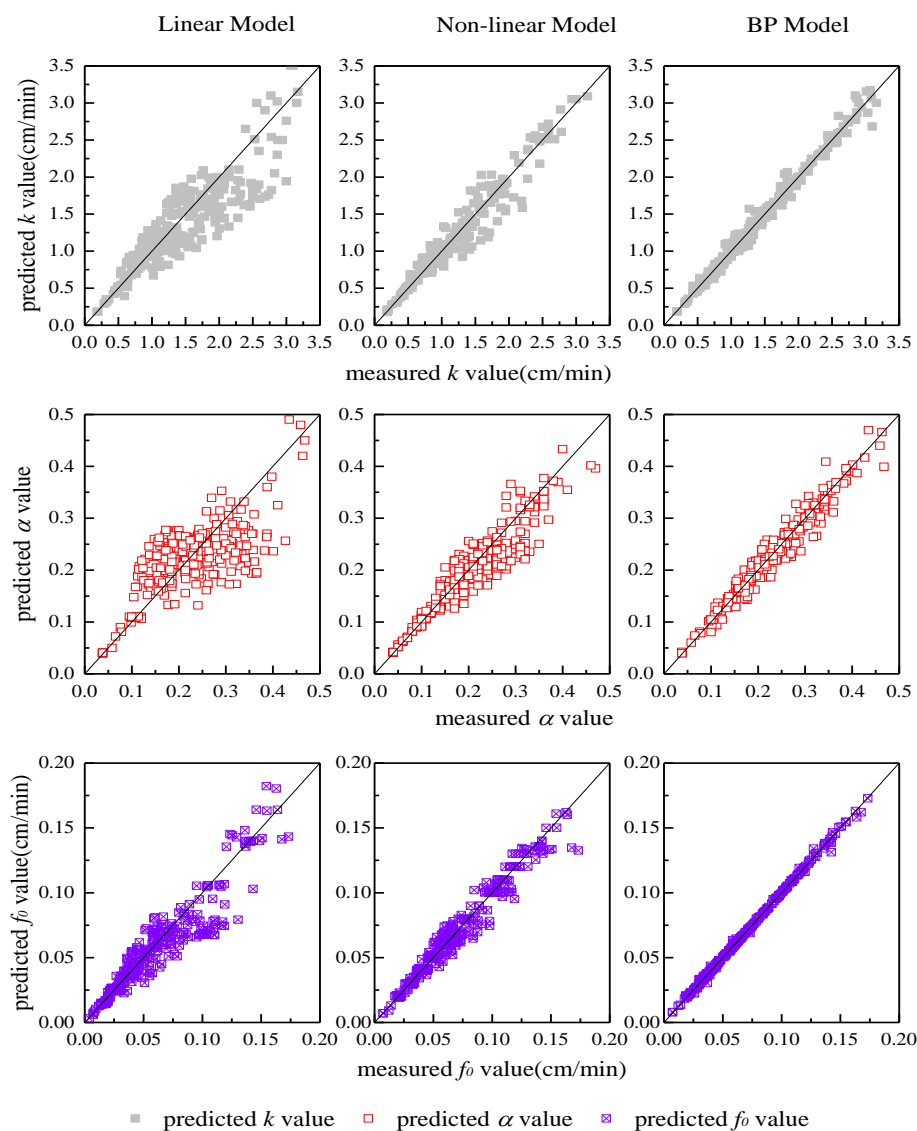 Linear Model Non-linear Model BP Model
predicted k value(cm/min)
3.5
3.0
2.5
2.0
1.5
1.0
0.5
0.0
0.0 0.5 1.0 1.5 2.0 2.5 3.0 3.5 0.0 0.5 1.0 1.5 2.0 2.5 3.0 3.5 0.0 0.5 1.0 1.5 2.0 2.5 3.0 3.5
measured k value(cm/min)
predicted α value
0.5
0.4
0.3
0.2
0.1
0.0
0.0 0.1 0.2 0.3 0.4 0.5 0.0 0.1 0.2 0.3 0.4 0.5 0.0 0.1 0.2 0.3 0.4 0.5
measured α value
predicted f0 value(cm/min)
0.20
0.15
0.10
0.05
0.00
0.00 0.05 0.10 0.15 0.20 0.00 0.05 0.10 0.15 0.20 0.00 0.05 0.10 0.15 0.20
measured f0 value(cm/min)
predicted k value predicted α value predicted f0 value